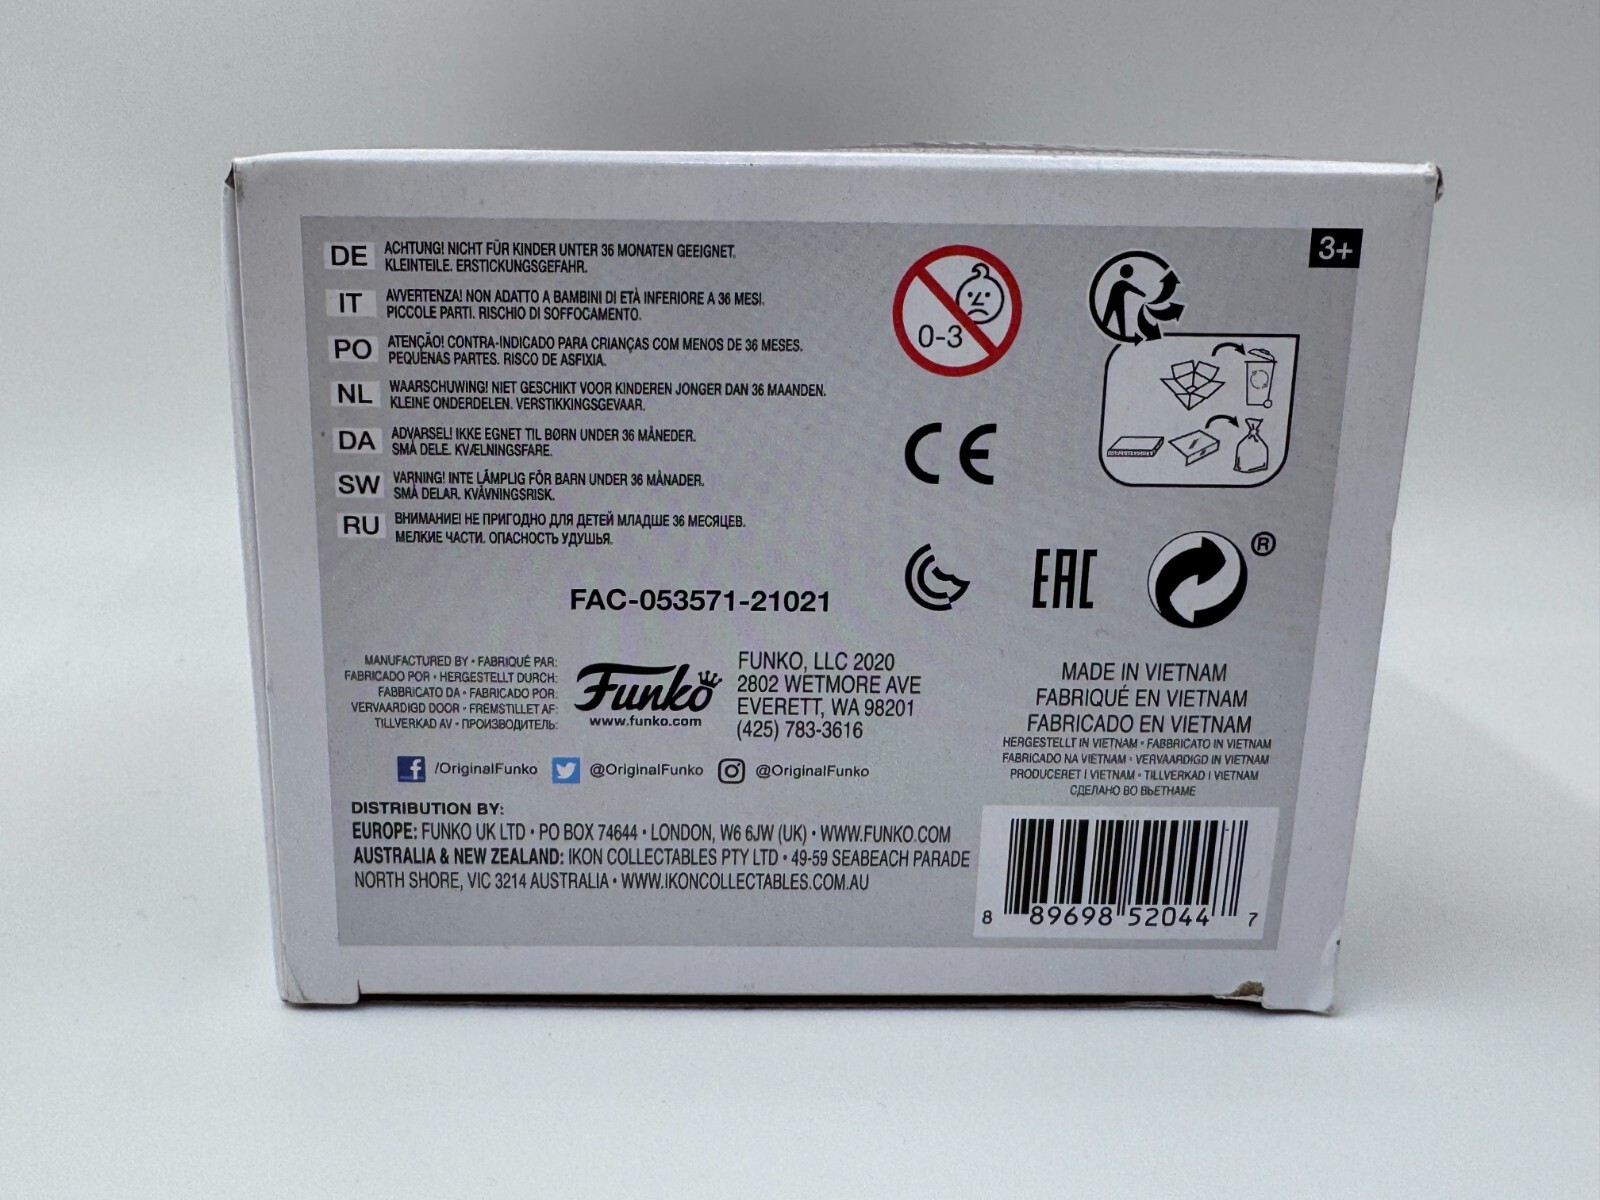 3+
DE ACHTUNG! NICHT FÜR KINDER UNTER 36 MONATEN GEEIGNET.
KLEINTEILE. ERSTICKUNGSGEFAHR.
IT AVVERTENZA! NON ADATTO A BAMBINI DI ETÀ INFERIORE A 36 MESI.
PICCOLE PARTI. RISCHIO DI SOFFOCAMENTO.
PO ATENÇÃO! CONTRA-INDICADO PARA CRIANÇAS COM MENOS DE 36 MESES.
PEQUENAS PARTES. RISCO DE ASFIXIA.
NL WAARSCHUWING! NIET GESCHIKT VOOR KINDEREN JONGER DAN 36 MAANDEN.
KLEINE ONDERDELEN. VERSTIKKINGSGEVAAR.
DA ADVARSEL! IKKE EGNET TIL BØRN UNDER 36 MÅNEDER.
SMÅ DELE. KVÆLNINGSFARE.
SW VARNING! INTE LÄMPLIG FÖR BARN UNDER 36 MÅNADER.
SMÅ DELAR. KVÄVNINGSRISK.
RU ВНИМАНИЕ! НЕ ПРИГОДНО ДЛЯ ДЕТЕЙ МЛАДШЕ 36 МЕСЯЦЕВ.
МЕЛКИЕ ЧАСТИ. ОПАСНОСТЬ УДУШЬЯ.
0-3
CE
EAC
®
FAC-053571-21021
MANUFACTURED BY • FABRIQUÉ PAR:
FABRICADO POR • HERGESTELLT DURCH:
FABBRICATO DA • FABRICADO POR:
VERVAARDIGD DOOR • FREMSTILLET AF:
TILLVERKAD AV • ПРОИЗВОДИТЕЛЬ:
Funko
www.funko.com
FUNKO, LLC 2020
2802 WETMORE AVE
EVERETT, WA 98201
(425) 783-3616
MADE IN VIETNAM
FABRIQUÉ EN VIETNAM
FABRICADO EN VIETNAM
HERGESTELLT IN VIETNAM • FABBRICATO IN VIETNAM
FABRICADO NA VIETNAM • VERVAARDIGD IN VIETNAM
PRODUCERET I VIETNAM • TILLVERKAD I VIETNAM
СДЕЛАНО ВО ВЬЕТНАМЕ
/OriginalFunko @OriginalFunko @OriginalFunko
DISTRIBUTION BY:
EUROPE: FUNKO UK LTD • PO BOX 74644 • LONDON, W6 6JW (UK) • WWW.FUNKO.COM
AUSTRALIA & NEW ZEALAND: IKON COLLECTABLES PTY LTD • 49-59 SEABEACH PARADE
NORTH SHORE, VIC 3214 AUSTRALIA • WWW.IKONCOLLECTABLES.COM.AU
8 89698 52044 7